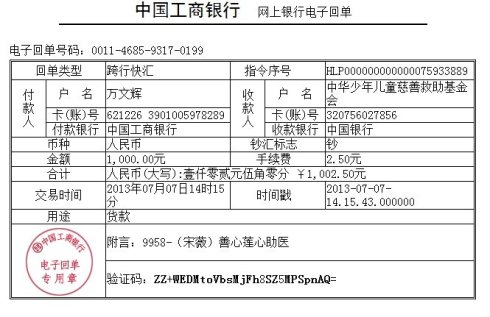 中国工商银行 网上银行电子回单
电子回单号码：0011-4685-9317-0199
回单类型 跨行快汇 指令序号 HLP000000000000075933889
付款人 户 名 万文辉 收款人 户 名 中华少年儿童慈善救助基金会
卡(账)号 621226 3901005978289 卡(账)号 320756027856
付款银行 中国工商银行 收款银行 中国银行
币种 人民币 钞汇标志 钞
金额 1,000.00元 手续费 2.50元
合计 人民币(大写):壹仟零贰元伍角零分 ￥1,002.50元
交易时间 2013年07月07日14时15分 时间戳 2013-07-07-14.15.43.000000
用途 货款
中国工商银行
电子回单
专用章
附言：9958-（宋薇）善心莲心助医
验证码：ZZ+WEDMtoVbsMjFh8SZ5MPSpnAQ=